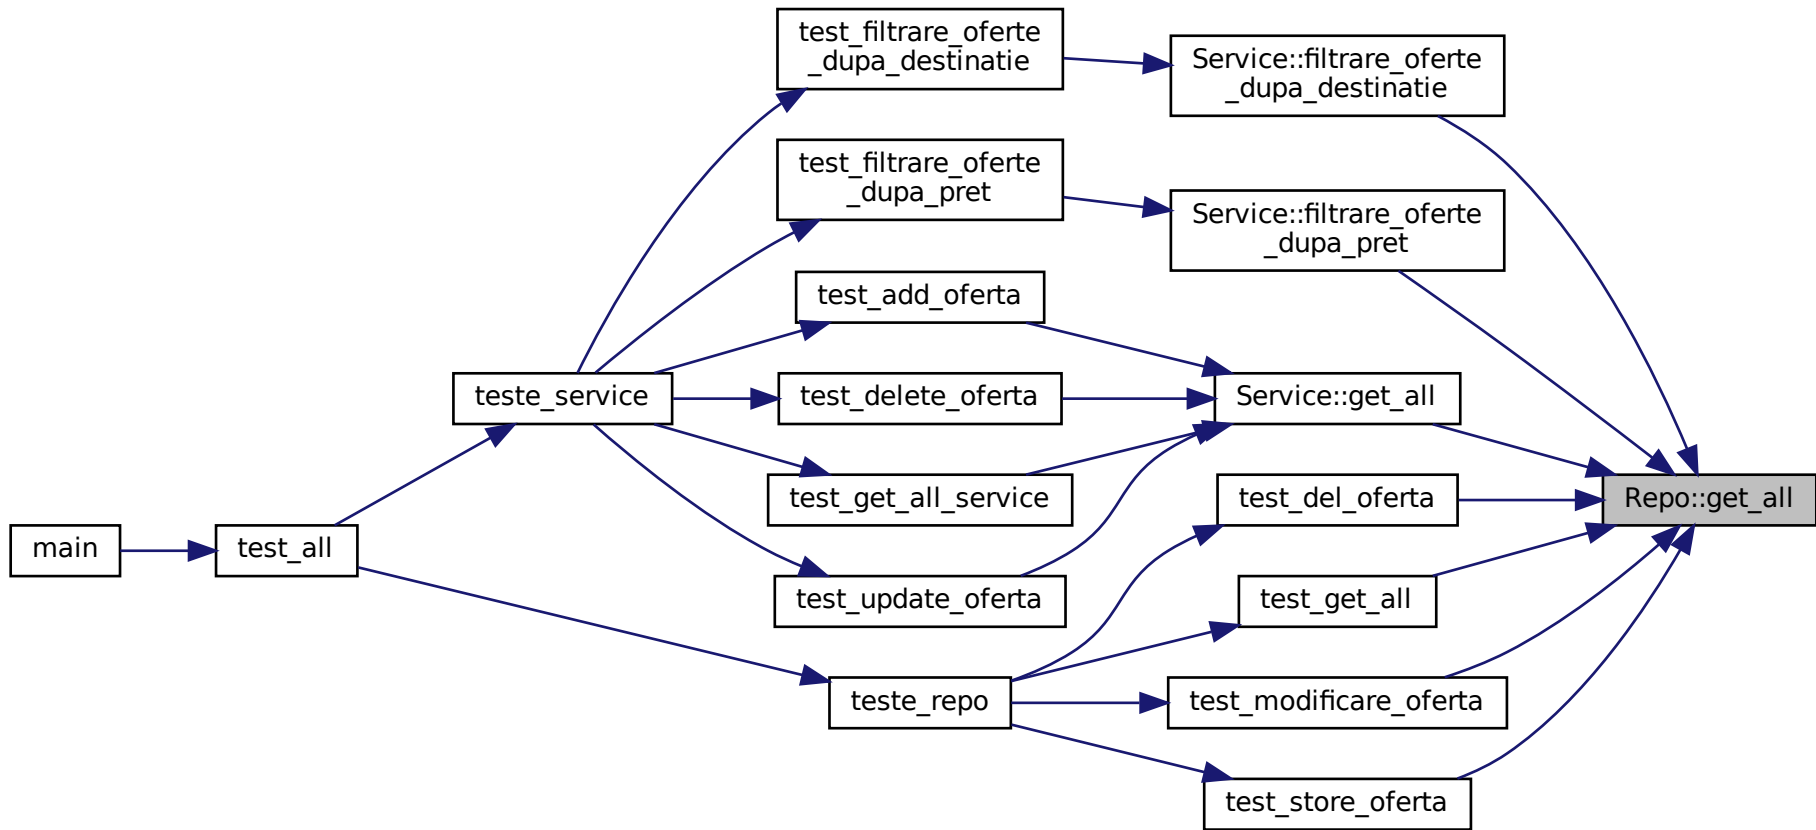 test_filtrare_oferte
_dupa_destinatie
Service::filtrare_oferte
_dupa_destinatie
test_filtrare_oferte
_dupa_pret
Service::filtrare_oferte
_dupa_pret
test_add_oferta
teste_service
test_delete_oferta
Service::get_all
test_get_all_service
test_del_oferta
Repo::get_all
main
test_all
test_update_oferta
test_get_all
teste_repo
test_modificare_oferta
test_store_oferta